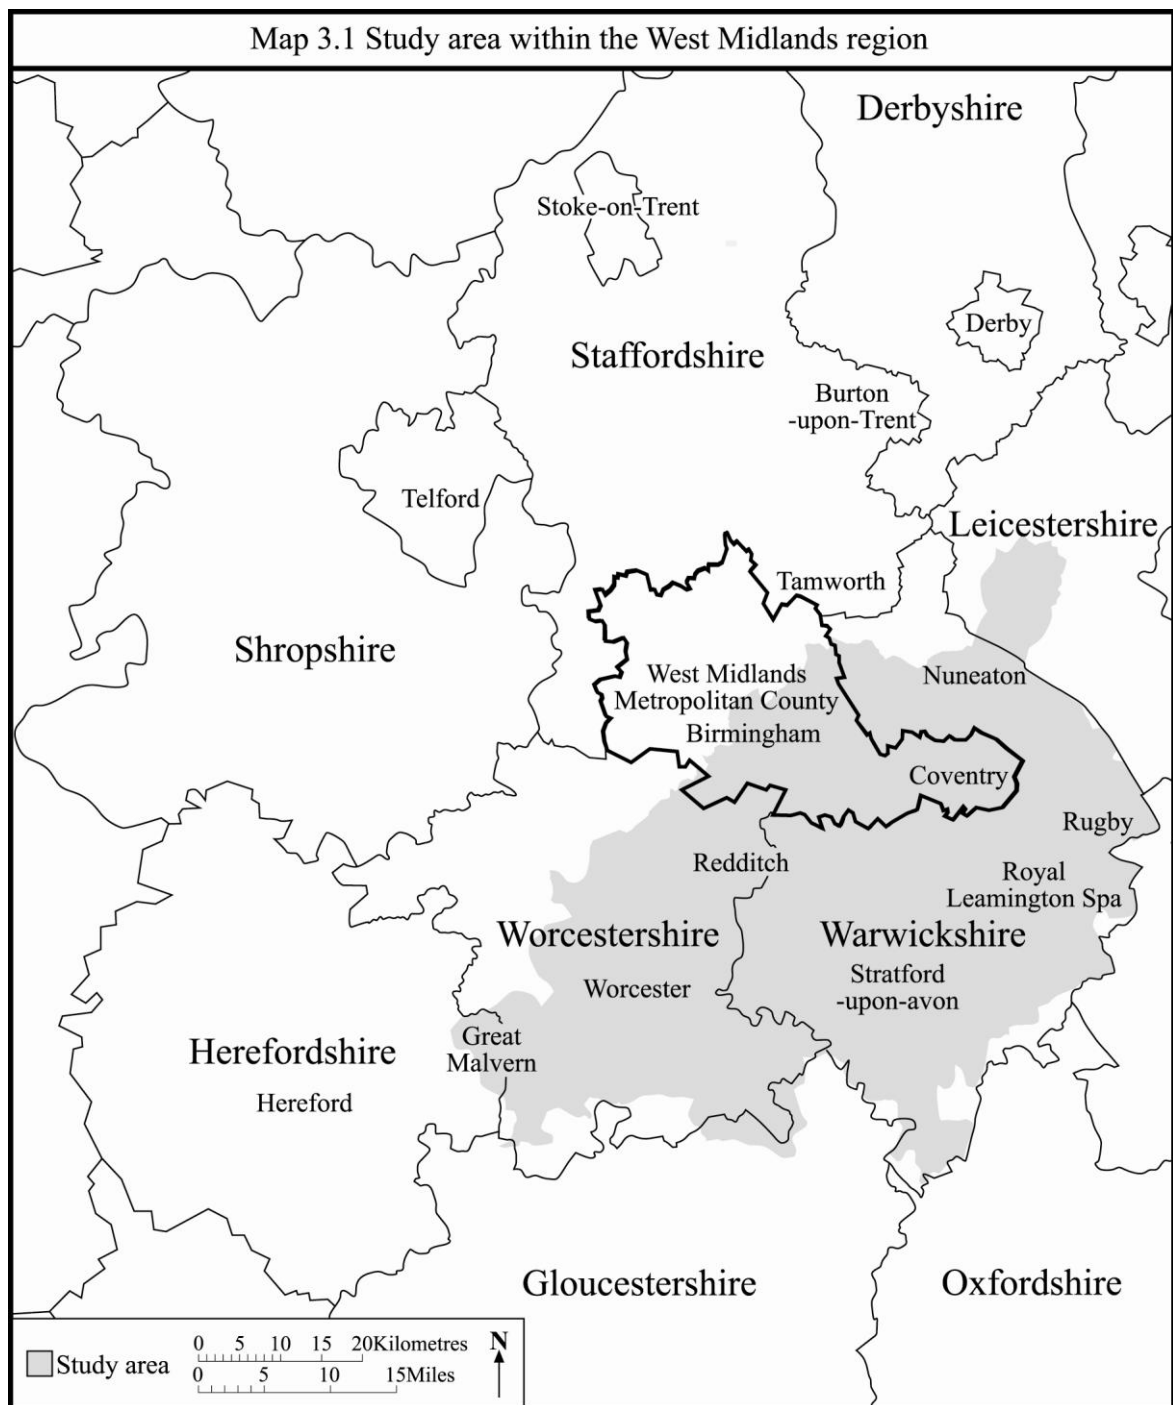 Map 3.1 Study area within the West Midlands region
Derbyshire
Stoke-on-Trent
Derby
Staffordshire
Burton
-upon-Trent
Telford
Leicestershire
Tamworth
Shropshire
West Midlands
Metropolitan County
Birmingham
Nuneaton
Coventry
Rugby
Redditch
Royal
Leamington Spa
Worcestershire
Warwickshire
Stratford
-upon-avon
Worcester
Great
Malvern
Herefordshire
Hereford
Gloucestershire
Oxfordshire
Study area
0 5 10 15 20Kilometres
0 5 10 15Miles
N